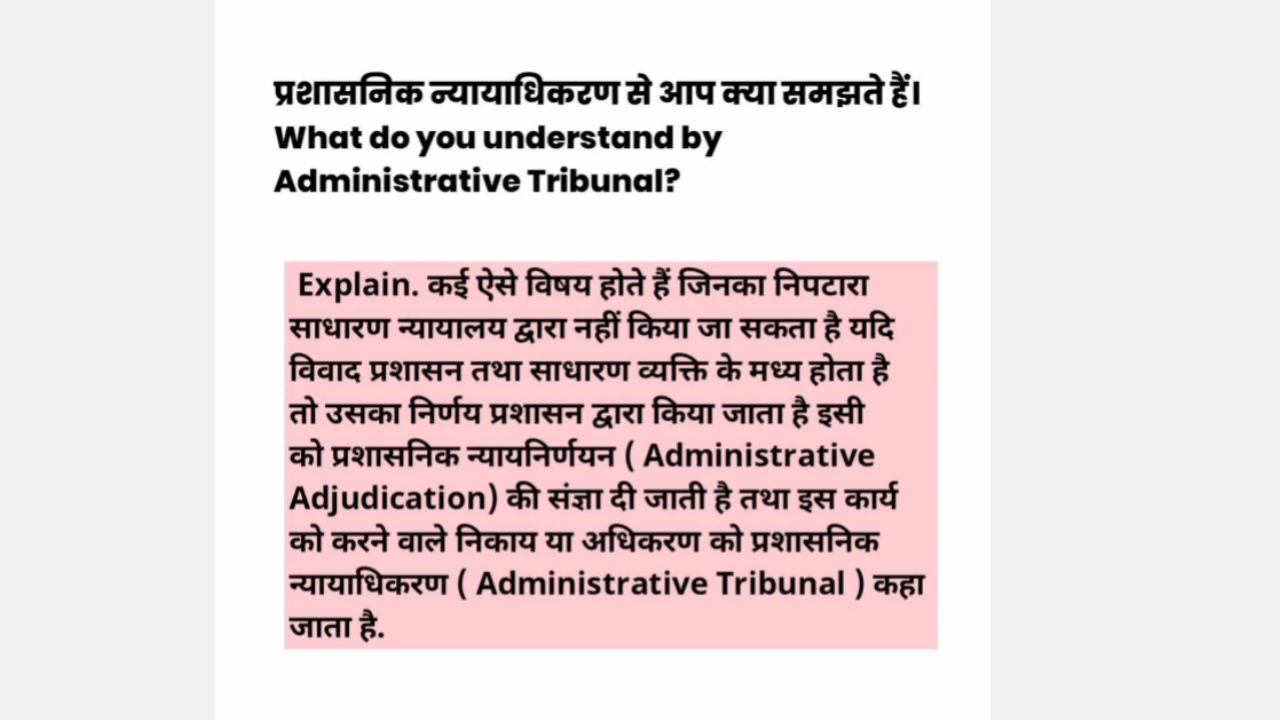 प्रशासनिक न्यायाधिकरण से आप क्या समझते हैं।
What do you understand by
Administrative Tribunal?
Explain. कई ऐसे विषय होते हैं जिनका निपटारा
साधारण न्यायालय द्वारा नहीं किया जा सकता है यदि
विवाद प्रशासन तथा साधारण व्यक्ति के मध्य होता है
तो उसका निर्णय प्रशासन द्वारा किया जाता है इसी
को प्रशासनिक न्यायनिर्णयन ( Administrative
Adjudication) की संज्ञा दी जाती है तथा इस कार्य
को करने वाले निकाय या अधिकरण को प्रशासनिक
न्यायाधिकरण ( Administrative Tribunal ) कहा
जाता है.